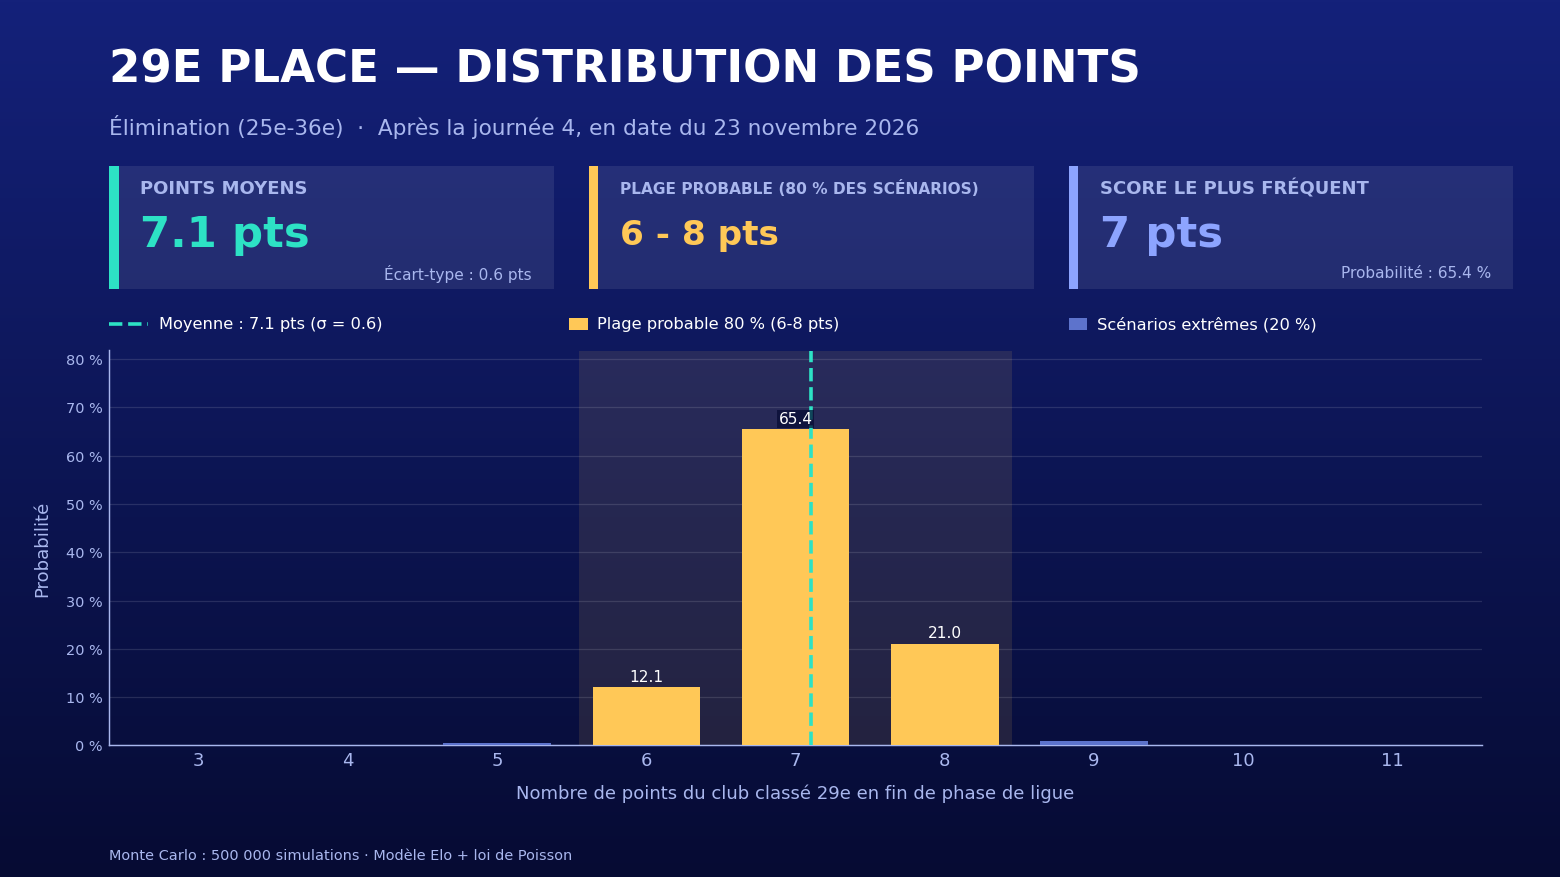 29E PLACE — DISTRIBUTION DES POINTS
Élimination (25e-36e) · Après la journée 4, en date du 23 novembre 2026
POINTS MOYENS
7.1 pts
Écart-type : 0.6 pts
PLAGE PROBABLE (80 % DES SCÉNARIOS)
6 - 8 pts
SCORE LE PLUS FRÉQUENT
7 pts
Probabilité : 65.4 %
Moyenne : 7.1 pts (σ = 0.6)
Plage probable 80 % (6-8 pts)
Scénarios extrêmes (20 %)
Probabilité
80 %
70 %
60 %
50 %
40 %
30 %
20 %
10 %
0 %
12.1
65.4
21.0
3 4 5 6 7 8 9 10 11
Nombre de points du club classé 29e en fin de phase de ligue
Monte Carlo : 500 000 simulations · Modèle Elo + loi de Poisson